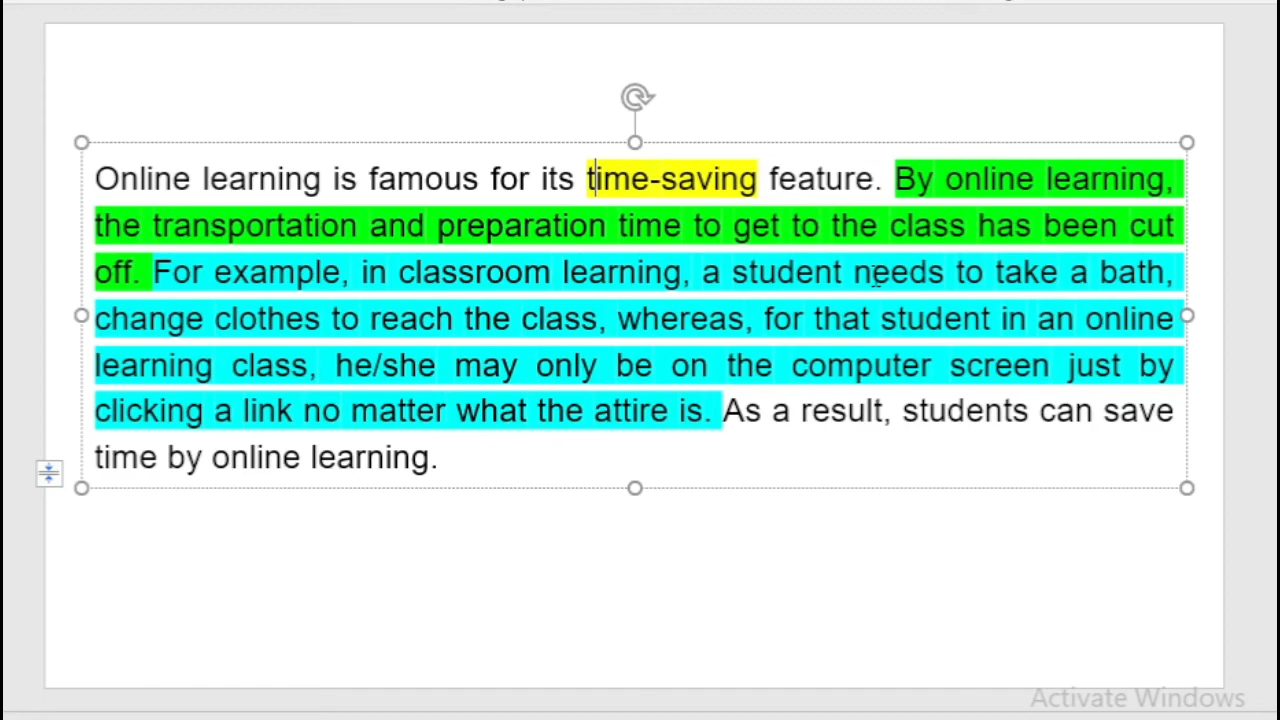 Online learning is famous for its time-saving feature. By online learning,
the transportation and preparation time to get to the class has been cut
off. For example, in classroom learning, a student needs to take a bath,
change clothes to reach the class, whereas, for that student in an online
learning class, he/she may only be on the computer screen just by
clicking a link no matter what the attire is. As a result, students can save
time by online learning.
Activate Windows